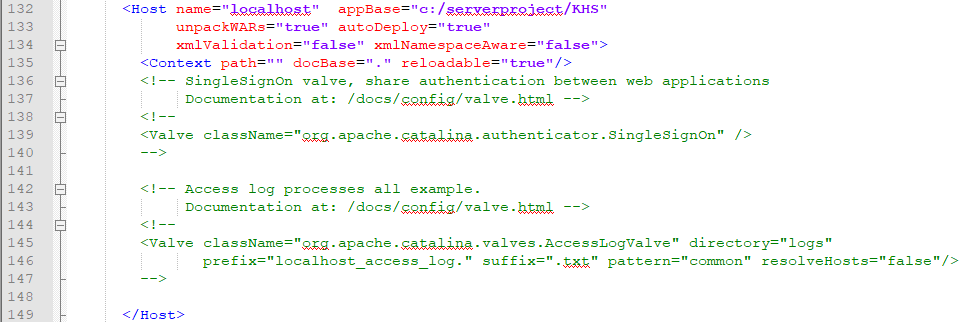 132 <Host name="localhost"  appBase="c:/serverproject/KHS"
133 unpackWARs="true" autoDeploy="true"
134 xmlValidation="false" xmlNamespaceAware="false">
135 <Context path="" docBase="." reloadable="true"/>
136 <!-- SingleSignOn valve, share authentication between web applications
137 Documentation at: /docs/config/valve.html -->
138 <!--
139 <Valve className="org.apache.catalina.authenticator.SingleSignOn" />
140 -->
141
142 <!-- Access log processes all example.
143 Documentation at: /docs/config/valve.html -->
144 <!--
145 <Valve className="org.apache.catalina.valves.AccessLogValve" directory="logs"
146 prefix="localhost_access_log." suffix=".txt" pattern="common" resolveHosts="false"/>
147 -->
148
149 </Host>